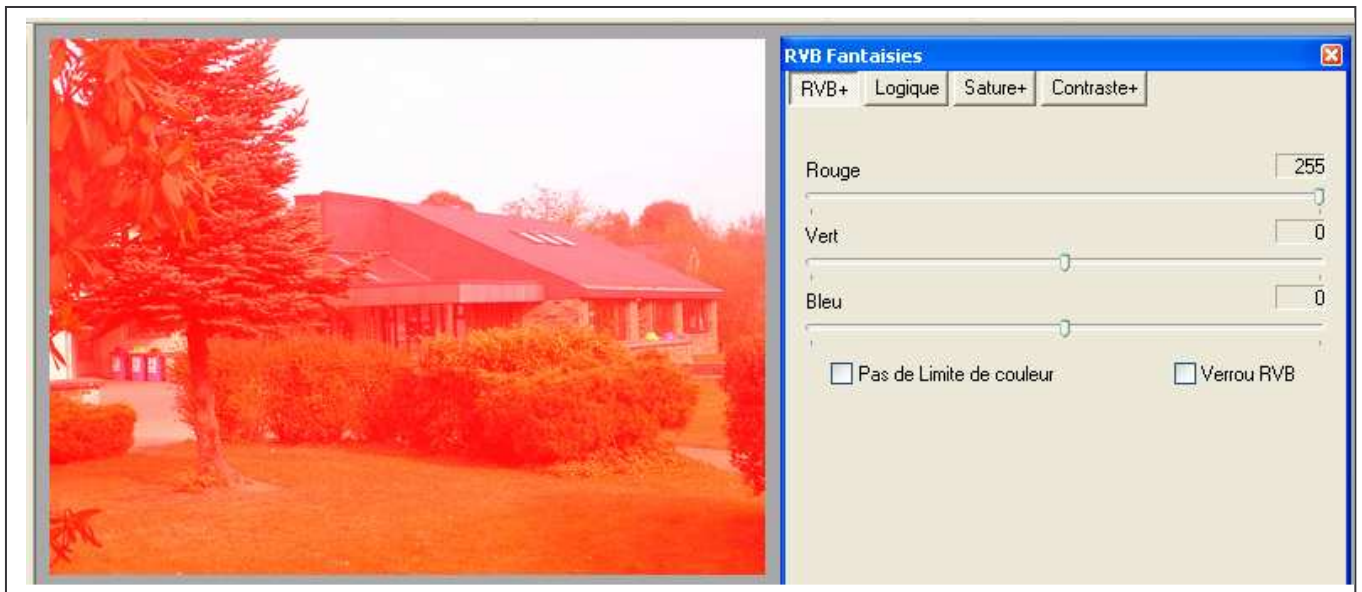 RVB Fantaisies
RVB+ Logique Sature+ Contraste+
Rouge 255
Vert 0
Bleu 0
Pas de Limite de couleur Verrou RVB